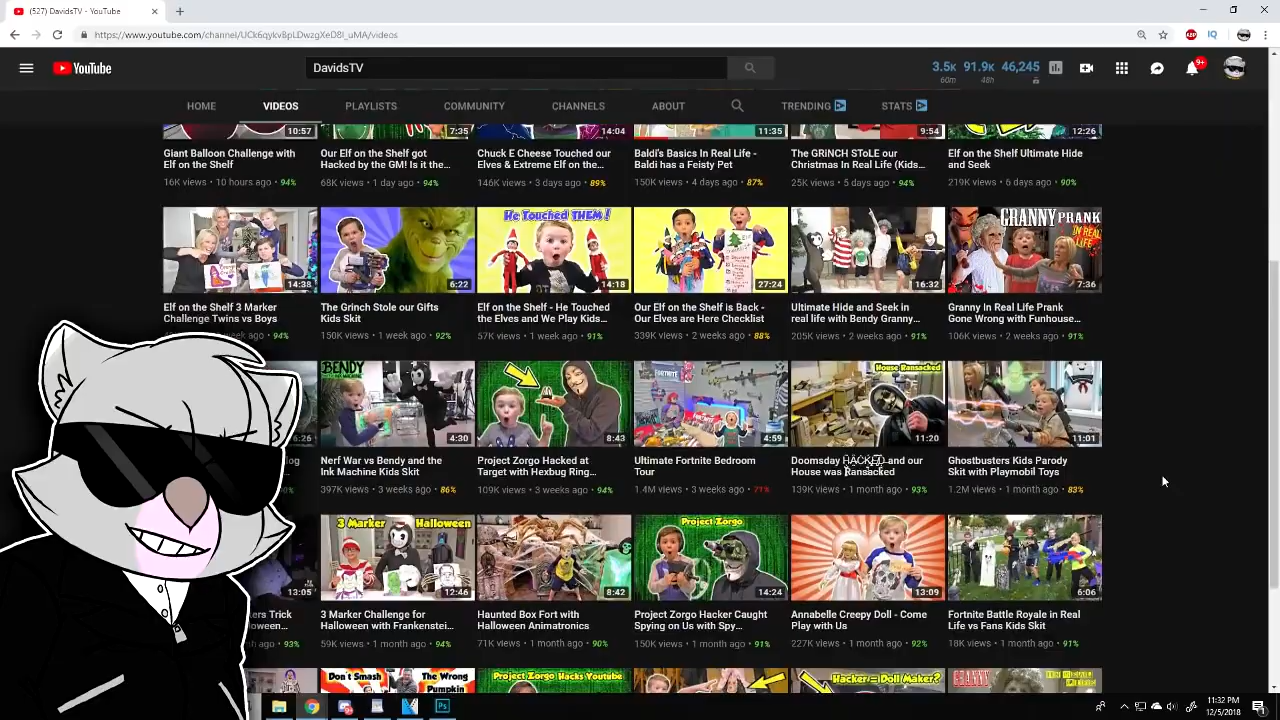 (527) DavidsTV - YouTube
https://www.youtube.com/channel/UCk6qykvBpLDwzgXeD8l_uMA/videos
ABP
IQ
YouTube
DavidsTV
3.5K 91.9K 46,245
60m 48h
9+
HOME VIDEOS PLAYLISTS COMMUNITY CHANNELS ABOUT TRENDING STATS
10:57 7:35 14:04 11:35 9:54 12:26
Giant Balloon Challenge with
Elf on the Shelf
16K views • 10 hours ago • 94%
Our Elf on the Shelf got
Hacked by the GM! Is it the...
68K views • 1 day ago • 94%
Chuck E Cheese Touched our
Elves & Extreme Elf on the...
146K views • 3 days ago • 89%
Baldi's Basics In Real Life -
Baldi has a Feisty Pet
150K views • 4 days ago • 87%
The GRiNCH SToLE our
Christmas In Real Life (Kids...
25K views • 5 days ago • 94%
Elf on the Shelf Ultimate Hide
and Seek
219K views • 6 days ago • 90%
14:38
He Touched THEM!
6:22 14:18 27:24 16:32
GRANNY PRANK
IN REAL
LIFE
7:36
Elf on the Shelf 3 Marker
Challenge Twins vs Boys
94%
The Grinch Stole our Gifts
Kids Skit
150K views • 1 week ago • 92%
Elf on the Shelf - He Touched
the Elves and We Play Kids...
57K views • 1 week ago • 91%
Our Elf on the Shelf is Back -
Our Elves are Here Checklist
339K views • 2 weeks ago • 88%
Ultimate Hide and Seek in
real life with Bendy Granny...
205K views • 2 weeks ago • 91%
Granny In Real Life Prank
Gone Wrong with Funhouse...
106K views • 2 weeks ago • 91%
6:26
BENDY
4:30
8:43
FORTNITE
4:59
House Ransacked
11:20
11:01
Nerf War vs Bendy and the
Ink Machine Kids Skit
397K views • 3 weeks ago • 86%
Project Zorgo Hacked at
Target with Hexbug Ring...
109K views • 3 weeks ago • 94%
Ultimate Fortnite Bedroom
Tour
1.4M views • 3 weeks ago • 71%
Doomsday HACKED and our
House was Ransacked
139K views • 1 month ago • 93%
Ghostbusters Kids Parody
Skit with Playmobil Toys
1.2M views • 1 month ago • 83%
13:05
3 Marker Halloween
12:46
8:42
Project Zorgo
14:24
13:09
6:06
93%
3 Marker Challenge for
Halloween with Frankenstei...
59K views • 1 month ago • 94%
Haunted Box Fort with
Halloween Animatronics
71K views • 1 month ago • 90%
Project Zorgo Hacker Caught
Spying on Us with Spy...
150K views • 1 month ago • 91%
Annabelle Creepy Doll - Come
Play with Us
227K views • 1 month ago • 92%
Fortnite Battle Royale in Real
Life vs Fans Kids Skit
18K views • 1 month ago • 91%
Don't Smash The Wrong
Pumpkin
Project Zorgo Hacks Youtube
Hacker = Doll Maker?
GRANNY
Ps
11:32 PM
12/5/2018